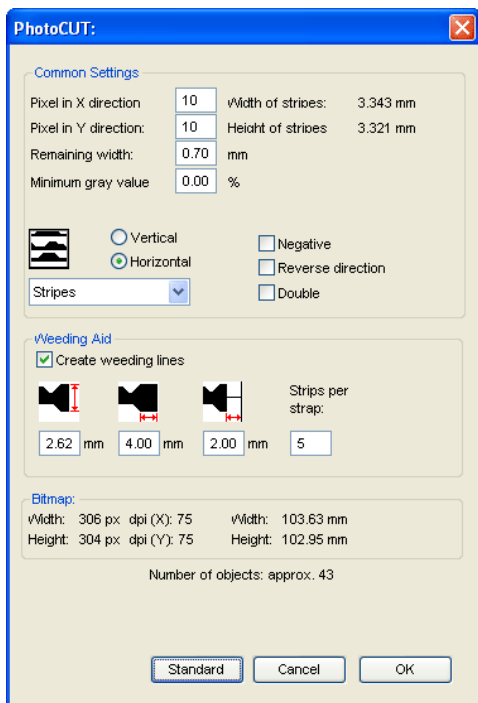 PhotoCUT:
Common Settings
Pixel in X direction 10 Width of stripes: 3.343 mm
Pixel in Y direction: 10 Height of stripes 3.321 mm
Remaining width: 0.70 mm
Minimum gray value 0.00 %
Vertical Negative
Horizontal Reverse direction
Stripes Double
Weeding Aid
Create weeding lines
Strips per
strap:
2.62 mm 4.00 mm 2.00 mm 5
Bitmap:
Width: 306 px dpi (X): 75 Width: 103.63 mm
Height: 304 px dpi (Y): 75 Height: 102.95 mm
Number of objects: approx. 43
Standard Cancel OK